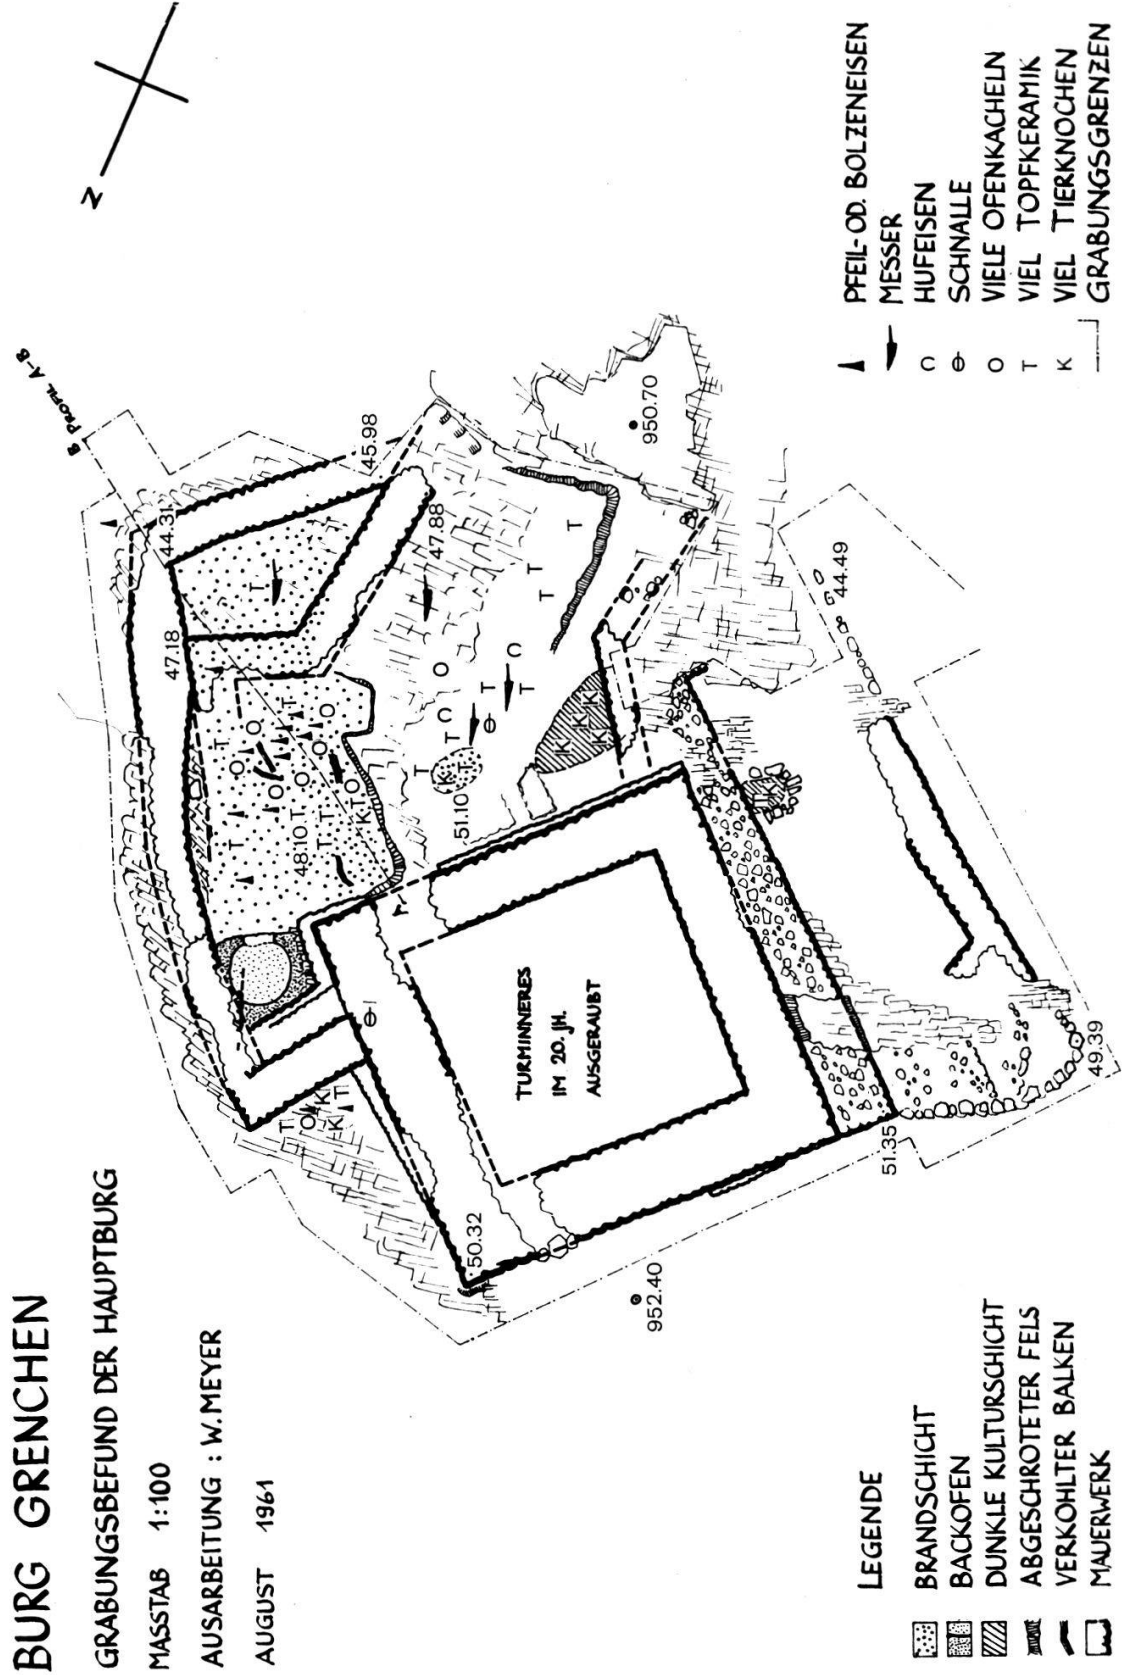 BURG GRENCHEN
GRABUNGSBEFUND DER HAUPTBURG
MASSTAB 1:100
AUSARBEITUNG : W. MEYER
AUGUST 1961
N
B PROFIL A-B
44.31
45.98
47.18
47.88
48.10
51.10
950.70
44.49
50.32
952.40
51.35
49.39
TURMINNERES
IM 20. JH.
AUSGERAUBT
LEGENDE
BRANDSCHICHT
BACKOFEN
DUNKLE KULTURSCHICHT
ABGESCHROTETER FELS
VERKOHLTER BALKEN
MAUERWERK
PFEIL- OD. BOLZENEISEN
MESSER
C HUFEISEN
SCHNALLE
O VIELE OFENKACHELN
T VIEL TOPFKERAMIK
K VIEL TIERKNOCHEN
GRABUNGSGRENZEN